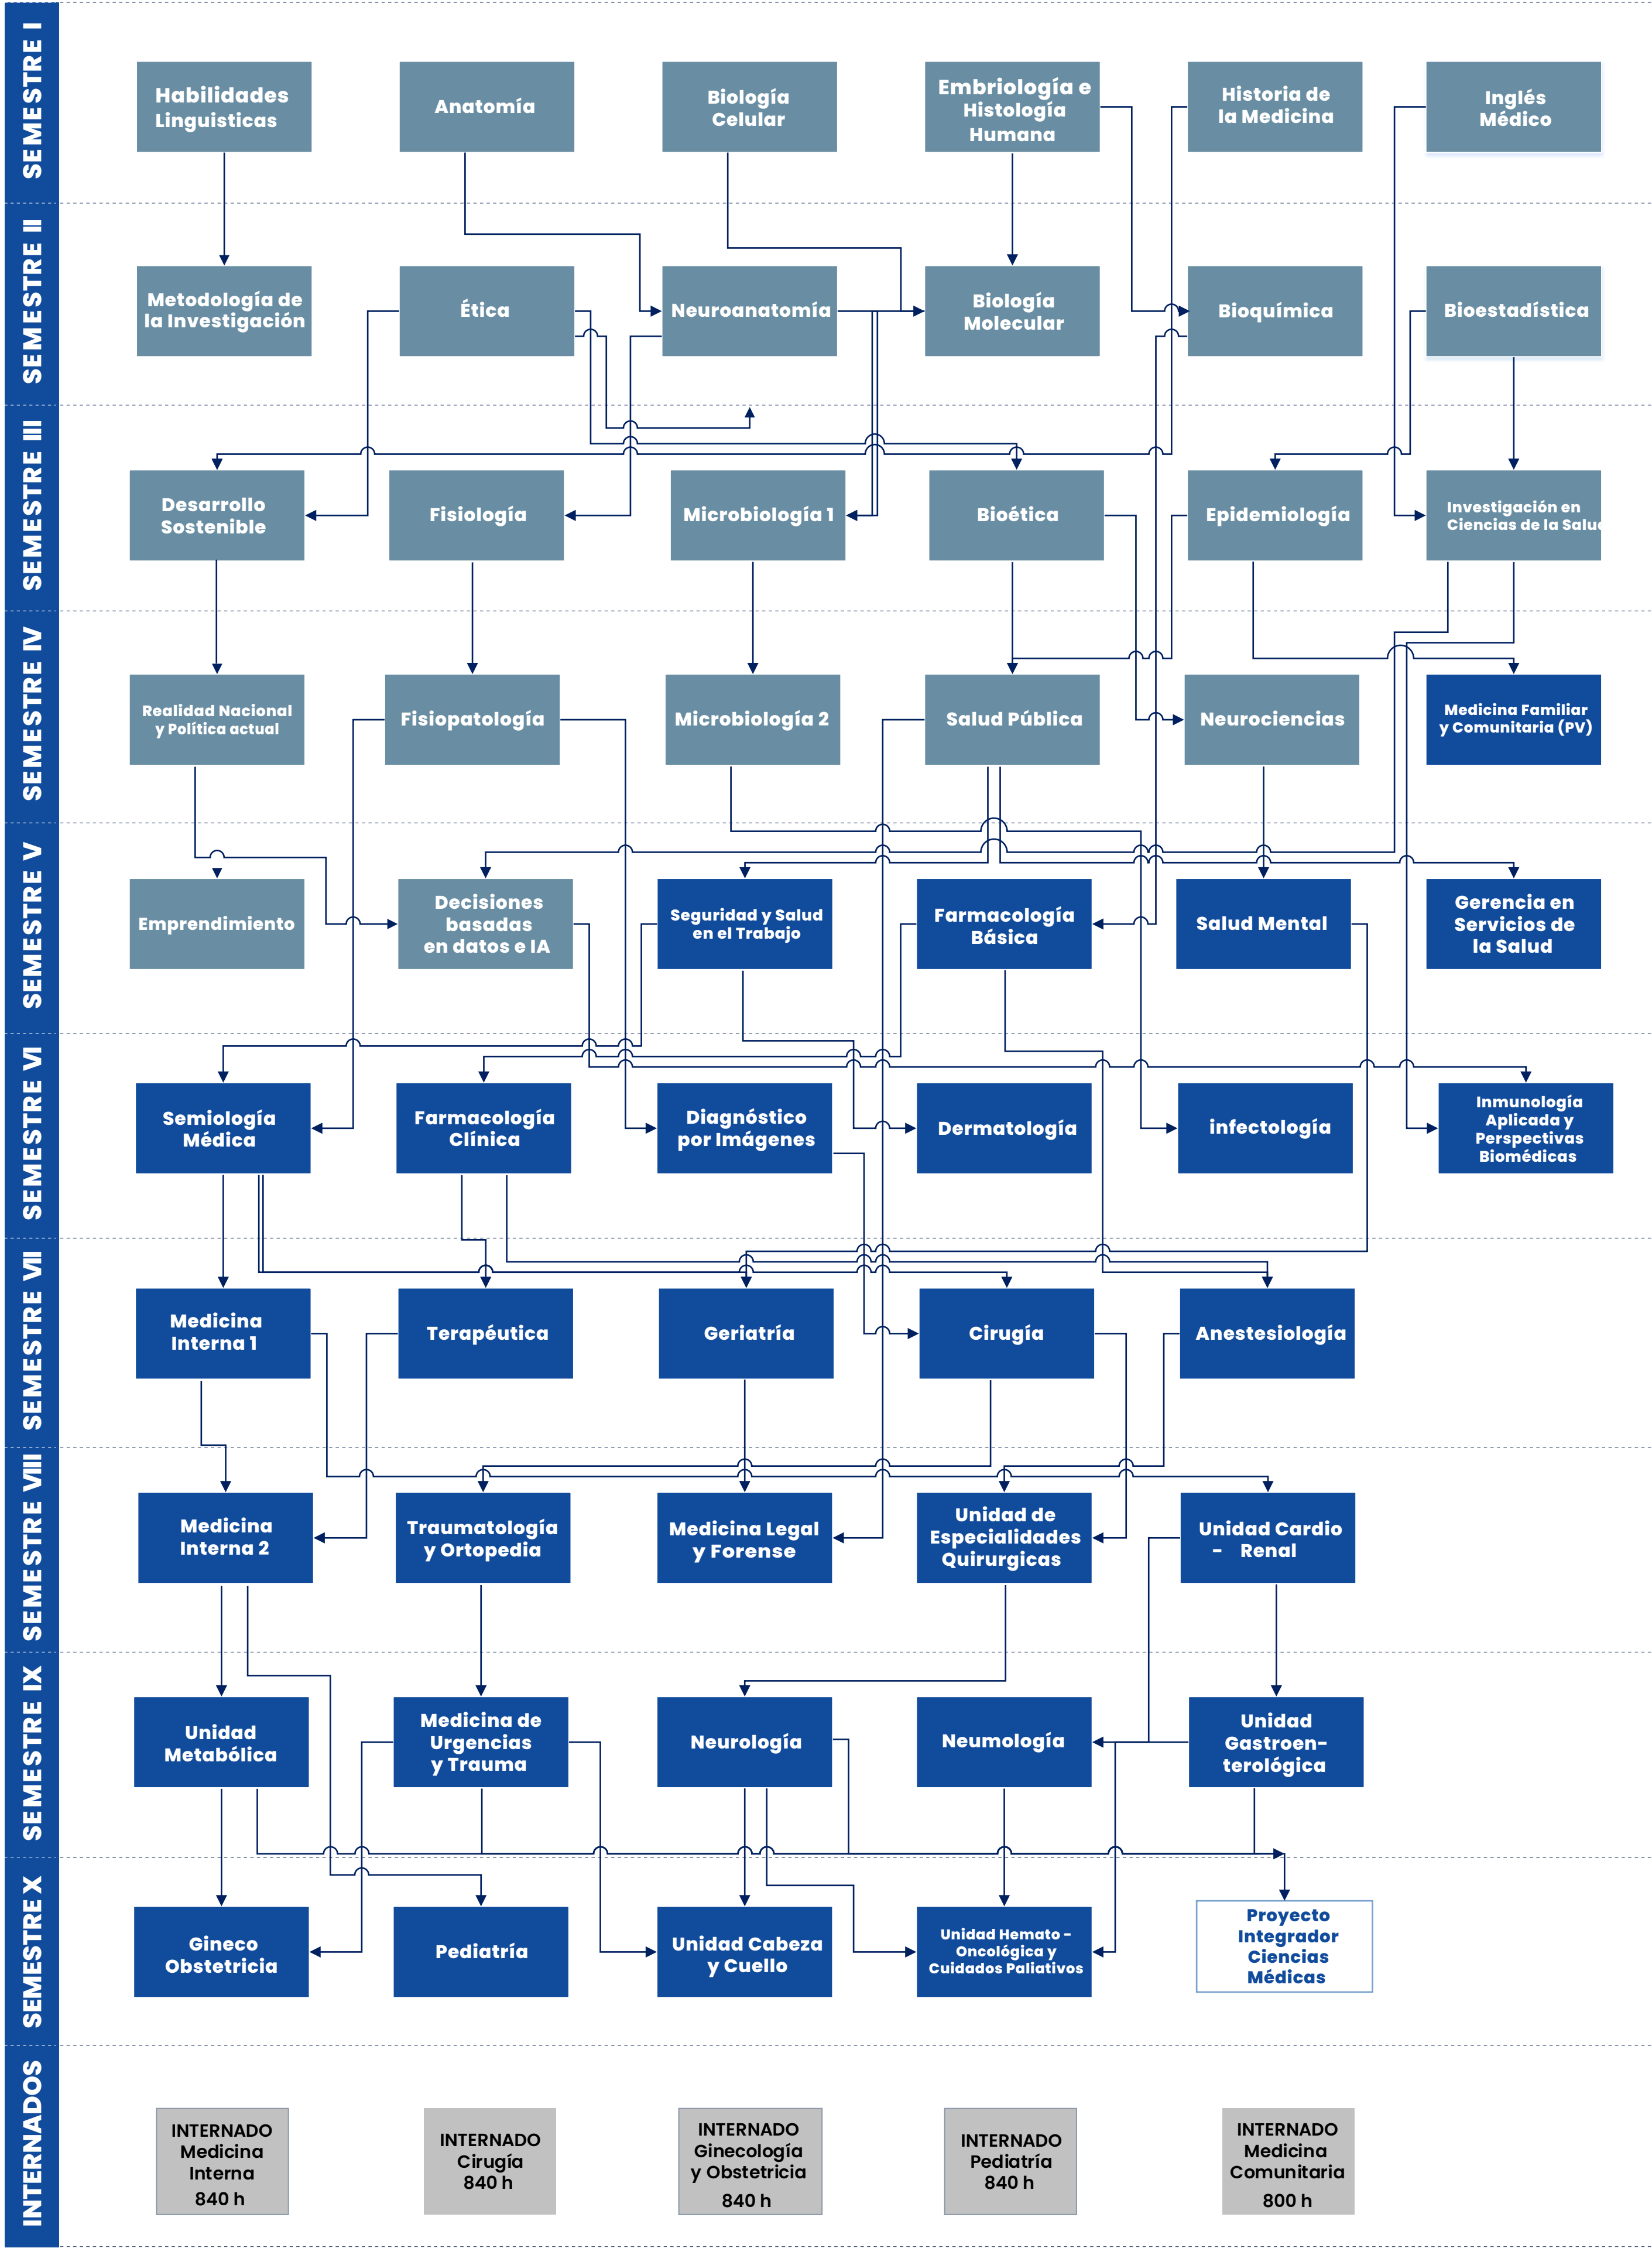 SEMESTRE I
Habilidades
Linguisticas
Anatomía
Biología
Celular
Embriología e
Histología
Humana
Historia de
la Medicina
Inglés
Médico
SEMESTRE II
Metodología de
la Investigación
Ética
Neuroanatomía
Biología
Molecular
Bioquímica
Bioestadística
SEMESTRE III
Desarrollo
Sostenible
Fisiología
Microbiología 1
Bioética
Epidemiología
Investigación en
Ciencias de la Salud
SEMESTRE IV
Realidad Nacional
y Política actual
Fisiopatología
Microbiología 2
Salud Pública
Neurociencias
Medicina Familiar
y Comunitaria (PV)
SEMESTRE V
Emprendimiento
Decisiones
basadas
en datos e IA
Seguridad y Salud
en el Trabajo
Farmacología
Básica
Salud Mental
Gerencia en
Servicios de
la Salud
SEMESTRE VI
Semiología
Médica
Farmacología
Clínica
Diagnóstico
por Imágenes
Dermatología
infectología
Inmunología
Aplicada y
Perspectivas
Biomédicas
SEMESTRE VII
Medicina
Interna 1
Terapéutica
Geriatría
Cirugía
Anestesiología
SEMESTRE VIII
Medicina
Interna 2
Traumatología
y Ortopedia
Medicina Legal
y Forense
Unidad de
Especialidades
Quirurgicas
Unidad Cardio
- Renal
SEMESTRE IX
Unidad
Metabólica
Medicina de
Urgencias
y Trauma
Neurología
Neumología
Unidad
Gastroen-
terológica
SEMESTRE X
Gineco
Obstetricia
Pediatría
Unidad Cabeza
y Cuello
Unidad Hemato -
Oncológica y
Cuidados Paliativos
Proyecto
Integrador
Ciencias
Médicas
INTERNADOS
INTERNADO
Medicina
Interna
840 h
INTERNADO
Cirugía
840 h
INTERNADO
Ginecología
y Obstetricia
840 h
INTERNADO
Pediatría
840 h
INTERNADO
Medicina
Comunitaria
800 h